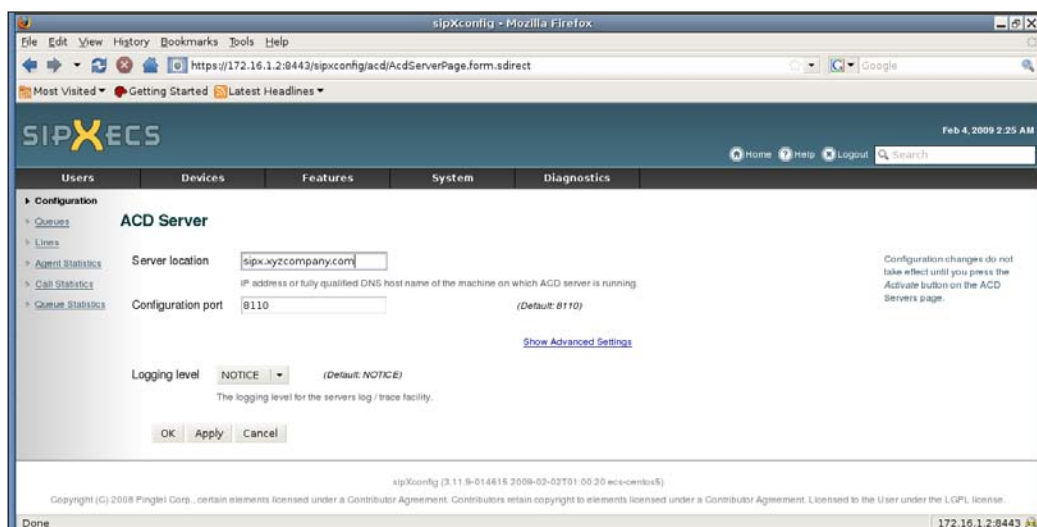 sipXconfig - Mozilla Firefox
File Edit View History Bookmarks Tools Help
https://172.16.1.2:8443/sipxconfig/acd/AcdServerPage.form.sdirect
Google
Most Visited Getting Started Latest Headlines
SIPXECS
Feb 4, 2009 2:25 AM
Home Help Logout Search
Users Devices Features System Diagnostics
Configuration
Queues
Lines
Agent Statistics
Call Statistics
Queue Statistics
ACD Server
Server location sipx.xyzcompany.com
IP address or fully qualified DNS host name of the machine on which ACD server is running.
Configuration port 8110 (Default: 8110)
Show Advanced Settings
Logging level NOTICE (Default: NOTICE)
The logging level for the servers log / trace facility.
OK Apply Cancel
Configuration changes do not
take effect until you press the
Activate button on the ACD
Servers page.
sipXconfig (3.11.9-014615 2009-02-02T01:00:20 ecs-centos5)
Copyright (C) 2008 Pingtel Corp., certain elements licensed under a Contributor Agreement. Contributors retain copyright to elements licensed under a Contributor Agreement. Licensed to the User under the LGPL license.
Done 172.16.1.2:8443